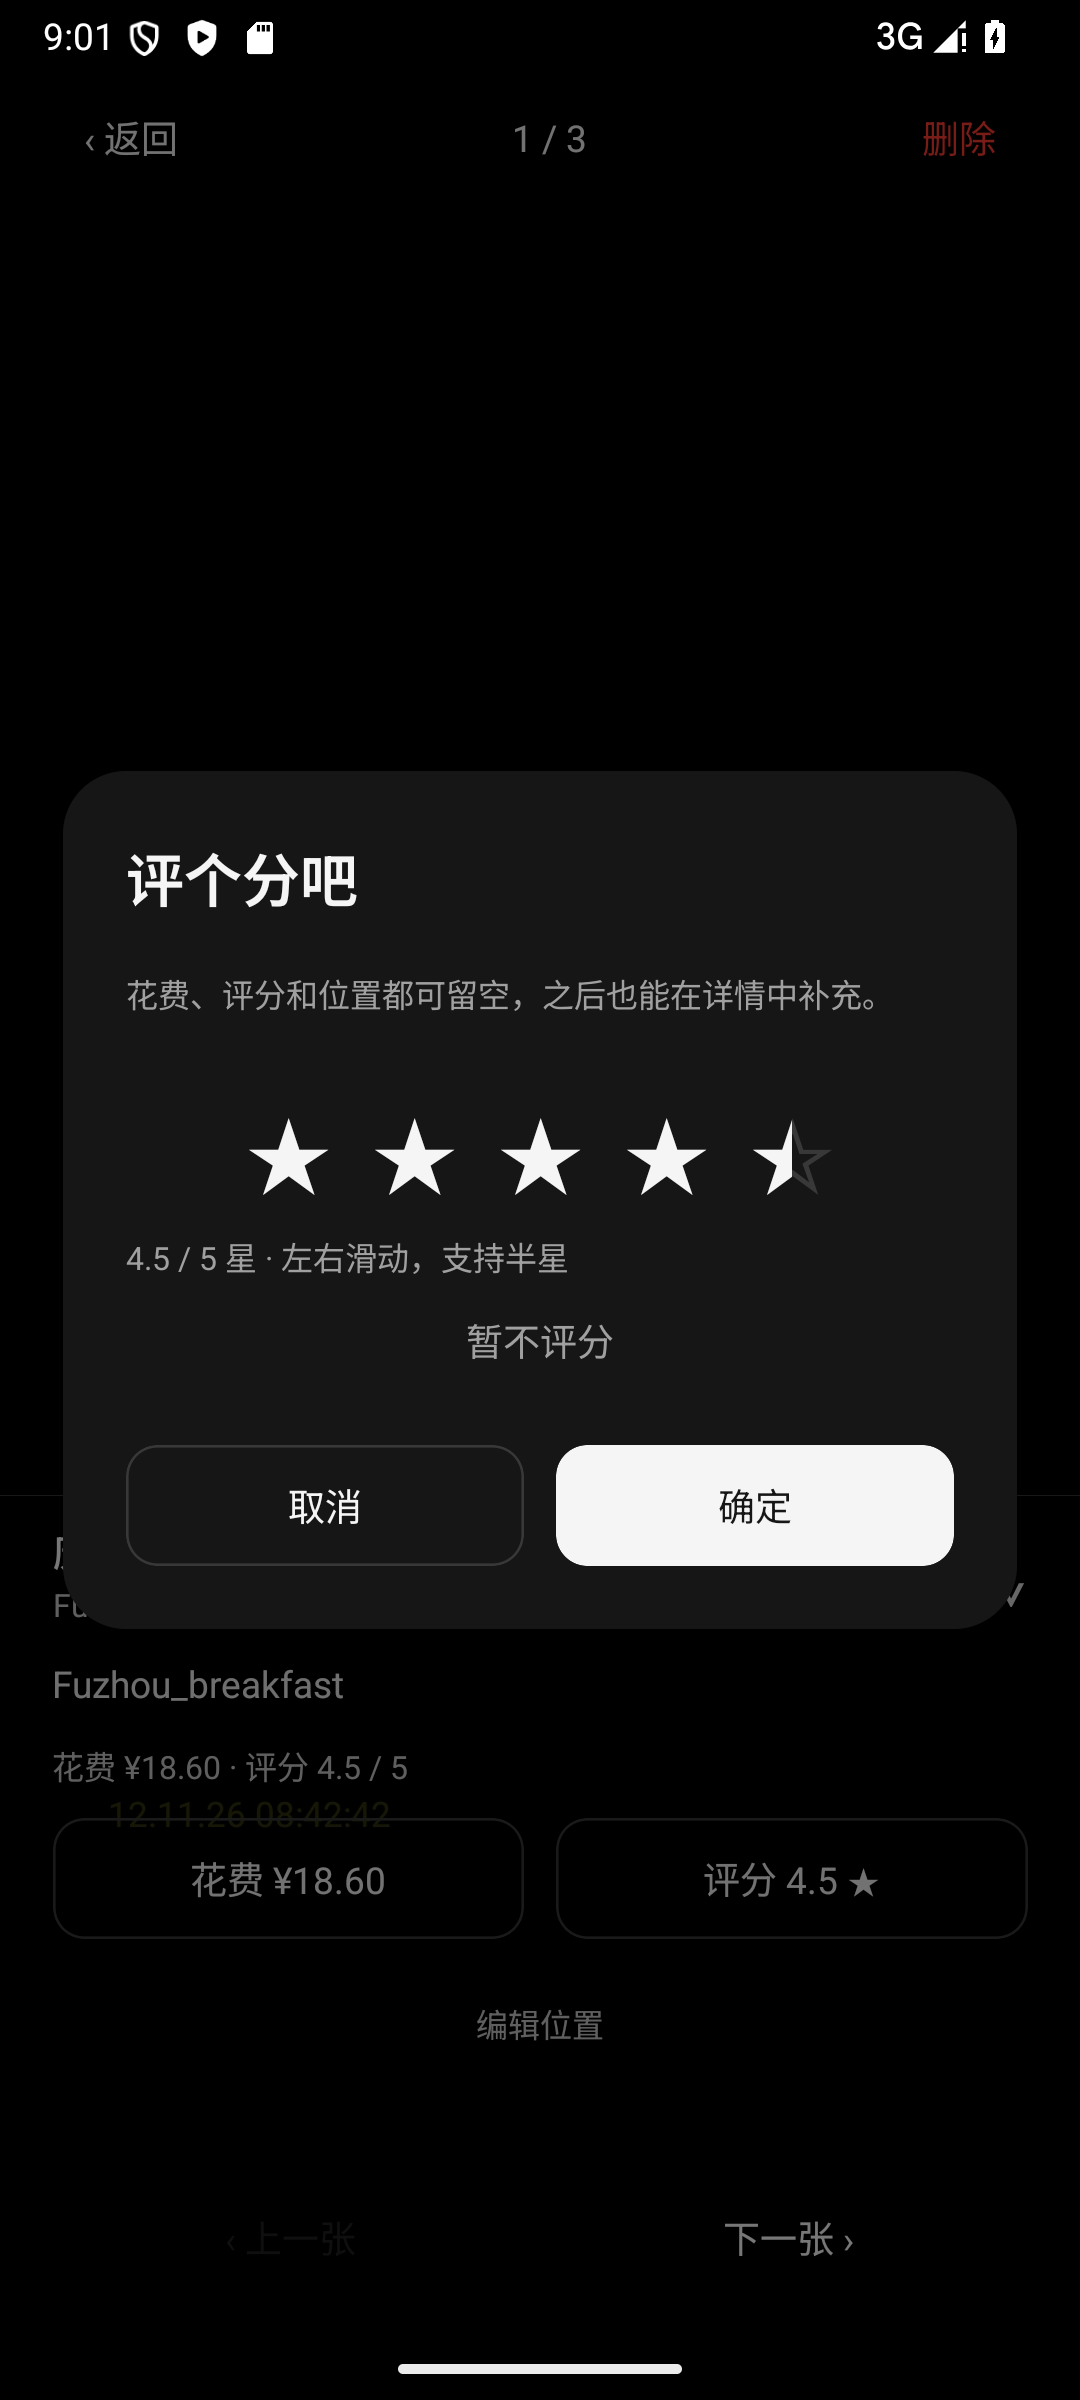 9:01
3G
‹ 返回
1 / 3
删除
评个分吧
花费、评分和位置都可留空，之后也能在详情中补充。
4.5 / 5 星 · 左右滑动，支持半星
暂不评分
取消
确定
Fu
Fuzhou_breakfast
花费 ¥18.60 · 评分 4.5 / 5
12.11.26 08:42:42
花费 ¥18.60
评分 4.5 ★
编辑位置
‹ 上一张
下一张 ›